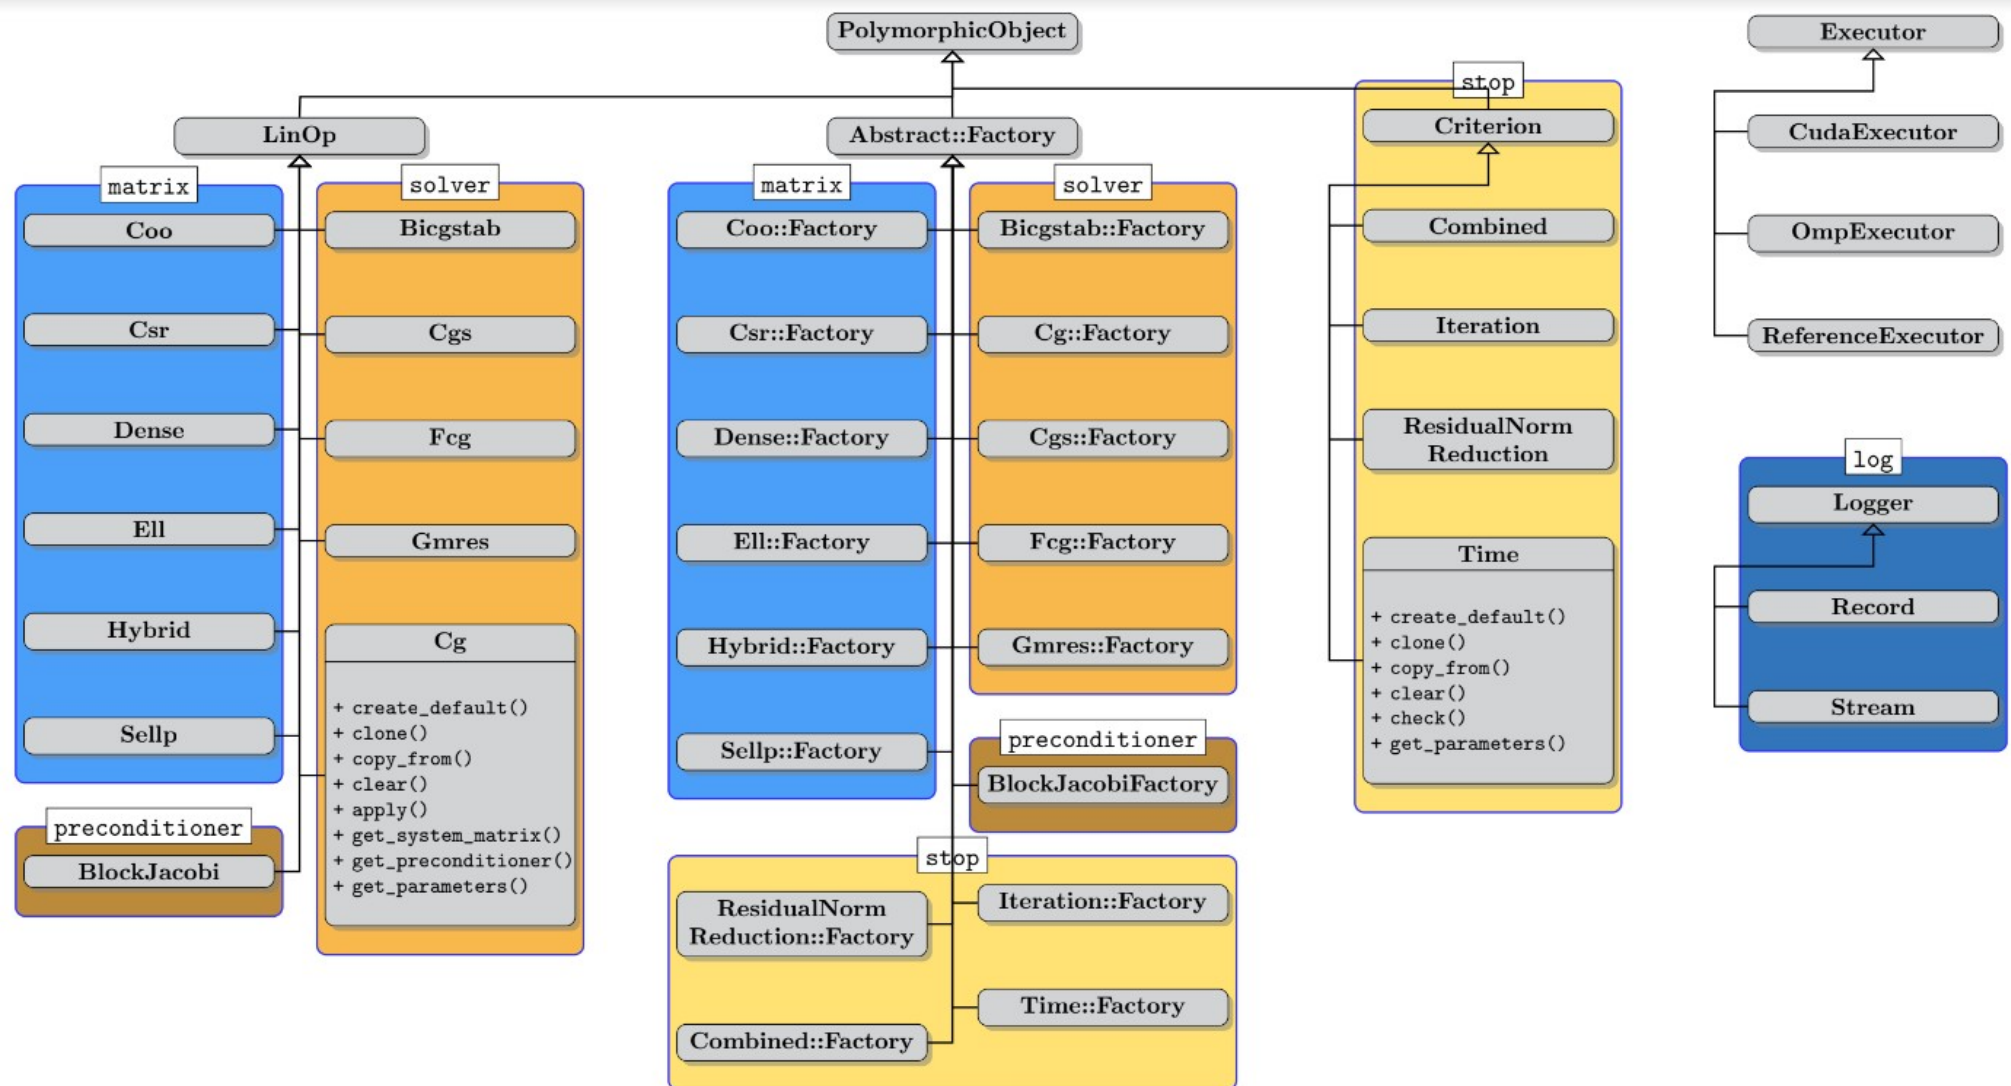 PolymorphicObject
LinOp
matrix
Coo
Csr
Dense
Ell
Hybrid
Sellp
preconditioner
BlockJacobi
solver
Bicgstab
Cgs
Fcg
Gmres
Cg
+ create_default()
+ clone()
+ copy_from()
+ clear()
+ apply()
+ get_system_matrix()
+ get_preconditioner()
+ get_parameters()
Abstract::Factory
matrix
Coo::Factory
Csr::Factory
Dense::Factory
Ell::Factory
Hybrid::Factory
Sellp::Factory
solver
Bicgstab::Factory
Cg::Factory
Cgs::Factory
Fcg::Factory
Gmres::Factory
preconditioner
BlockJacobiFactory
stop
ResidualNorm
Reduction::Factory
Combined::Factory
Iteration::Factory
Time::Factory
stop
Criterion
Combined
Iteration
ResidualNorm
Reduction
Time
+ create_default()
+ clone()
+ copy_from()
+ clear()
+ check()
+ get_parameters()
Executor
CudaExecutor
OmpExecutor
ReferenceExecutor
log
Logger
Record
Stream